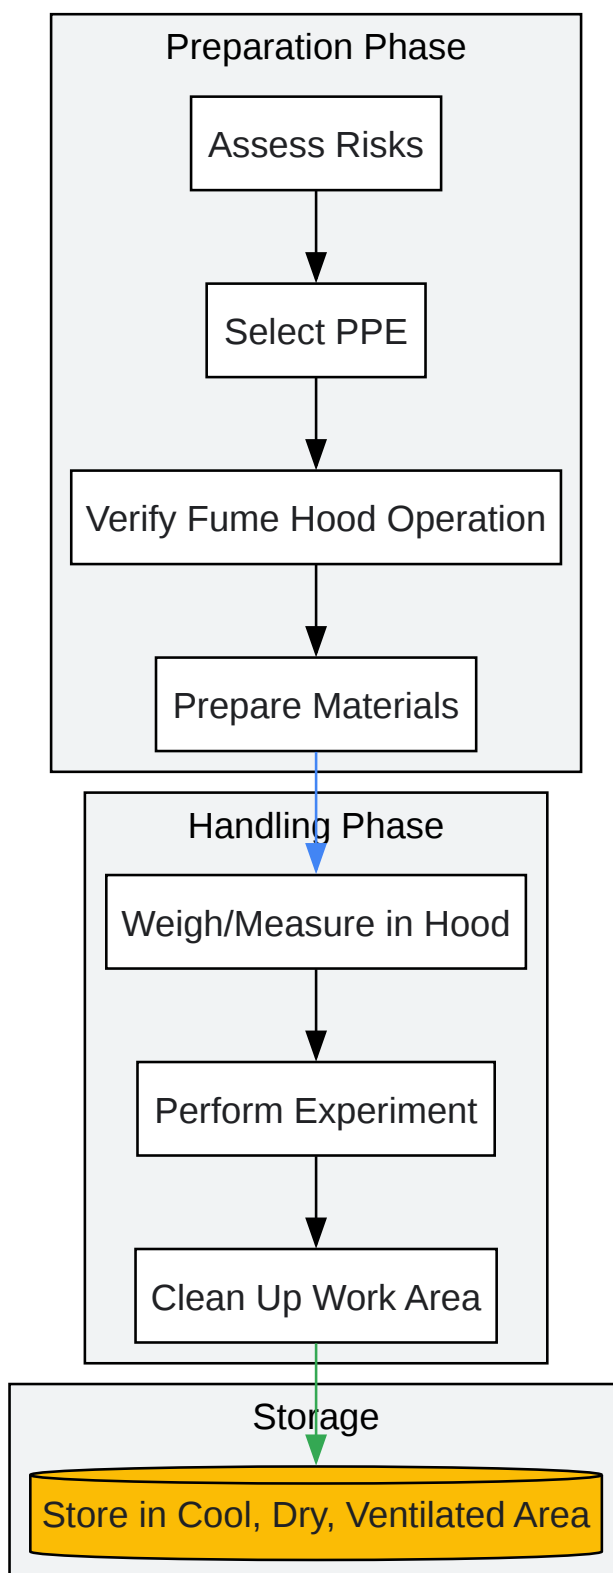 Preparation Phase
Assess Risks
Select PPE
Verify Fume Hood Operation
Prepare Materials
Handling Phase
Weigh/Measure in Hood
Perform Experiment
Clean Up Work Area
Storage
Store in Cool, Dry, Ventilated Area